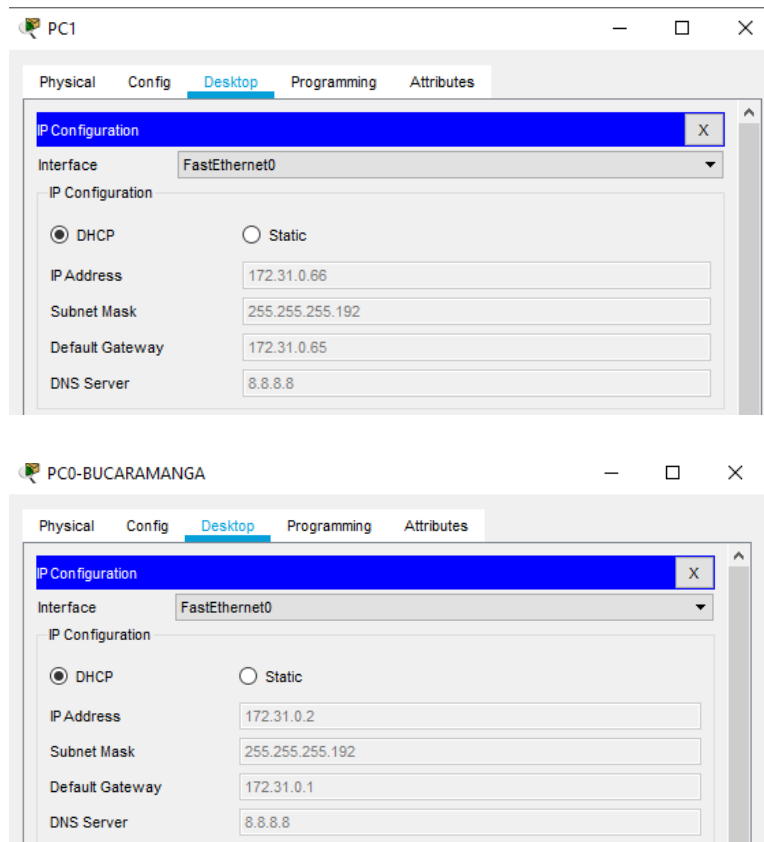 PC1
Physical Config Desktop Programming Attributes
IP Configuration X
Interface FastEthernet0
IP Configuration
DHCP Static
IP Address 172.31.0.66
Subnet Mask 255.255.255.192
Default Gateway 172.31.0.65
DNS Server 8.8.8.8
PC0-BUCARAMANGA
Physical Config Desktop Programming Attributes
IP Configuration X
Interface FastEthernet0
IP Configuration
DHCP Static
IP Address 172.31.0.2
Subnet Mask 255.255.255.192
Default Gateway 172.31.0.1
DNS Server 8.8.8.8